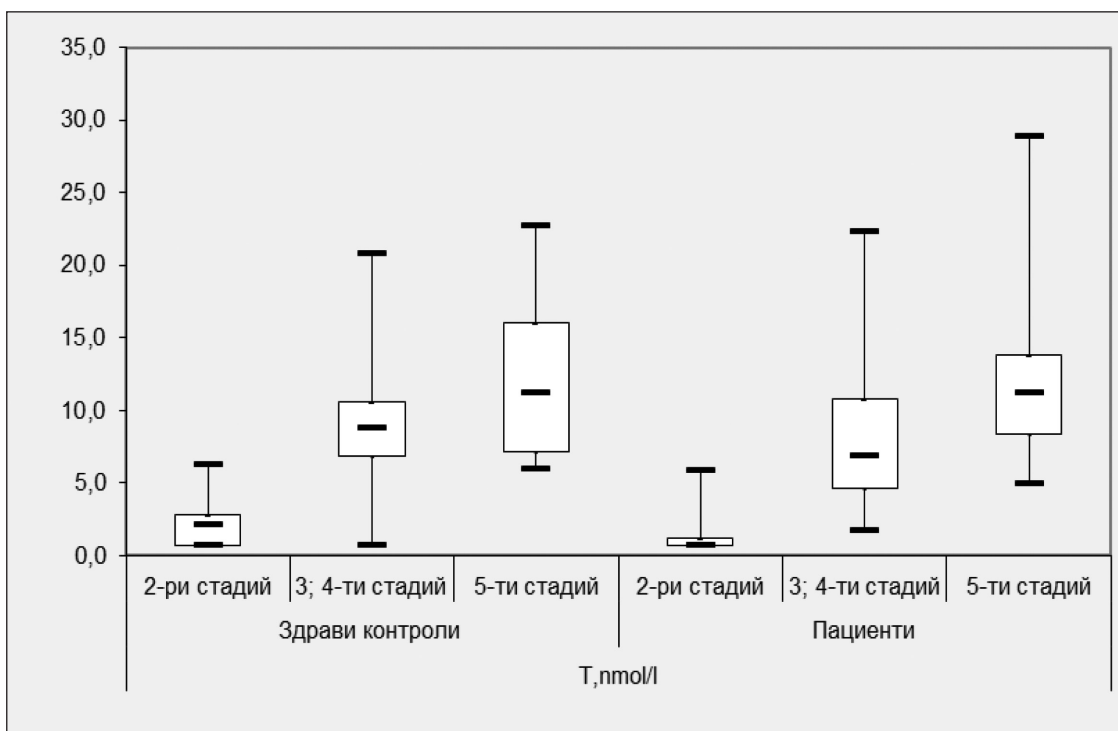 35,0
30,0
25,0
20,0
15,0
10,0
5,0
0,0
2-ри стадий 3; 4-ти стадий 5-ти стадий 2-ри стадий 3; 4-ти стадий 5-ти стадий
Здрави контроли Пациенти
T,nmol/l